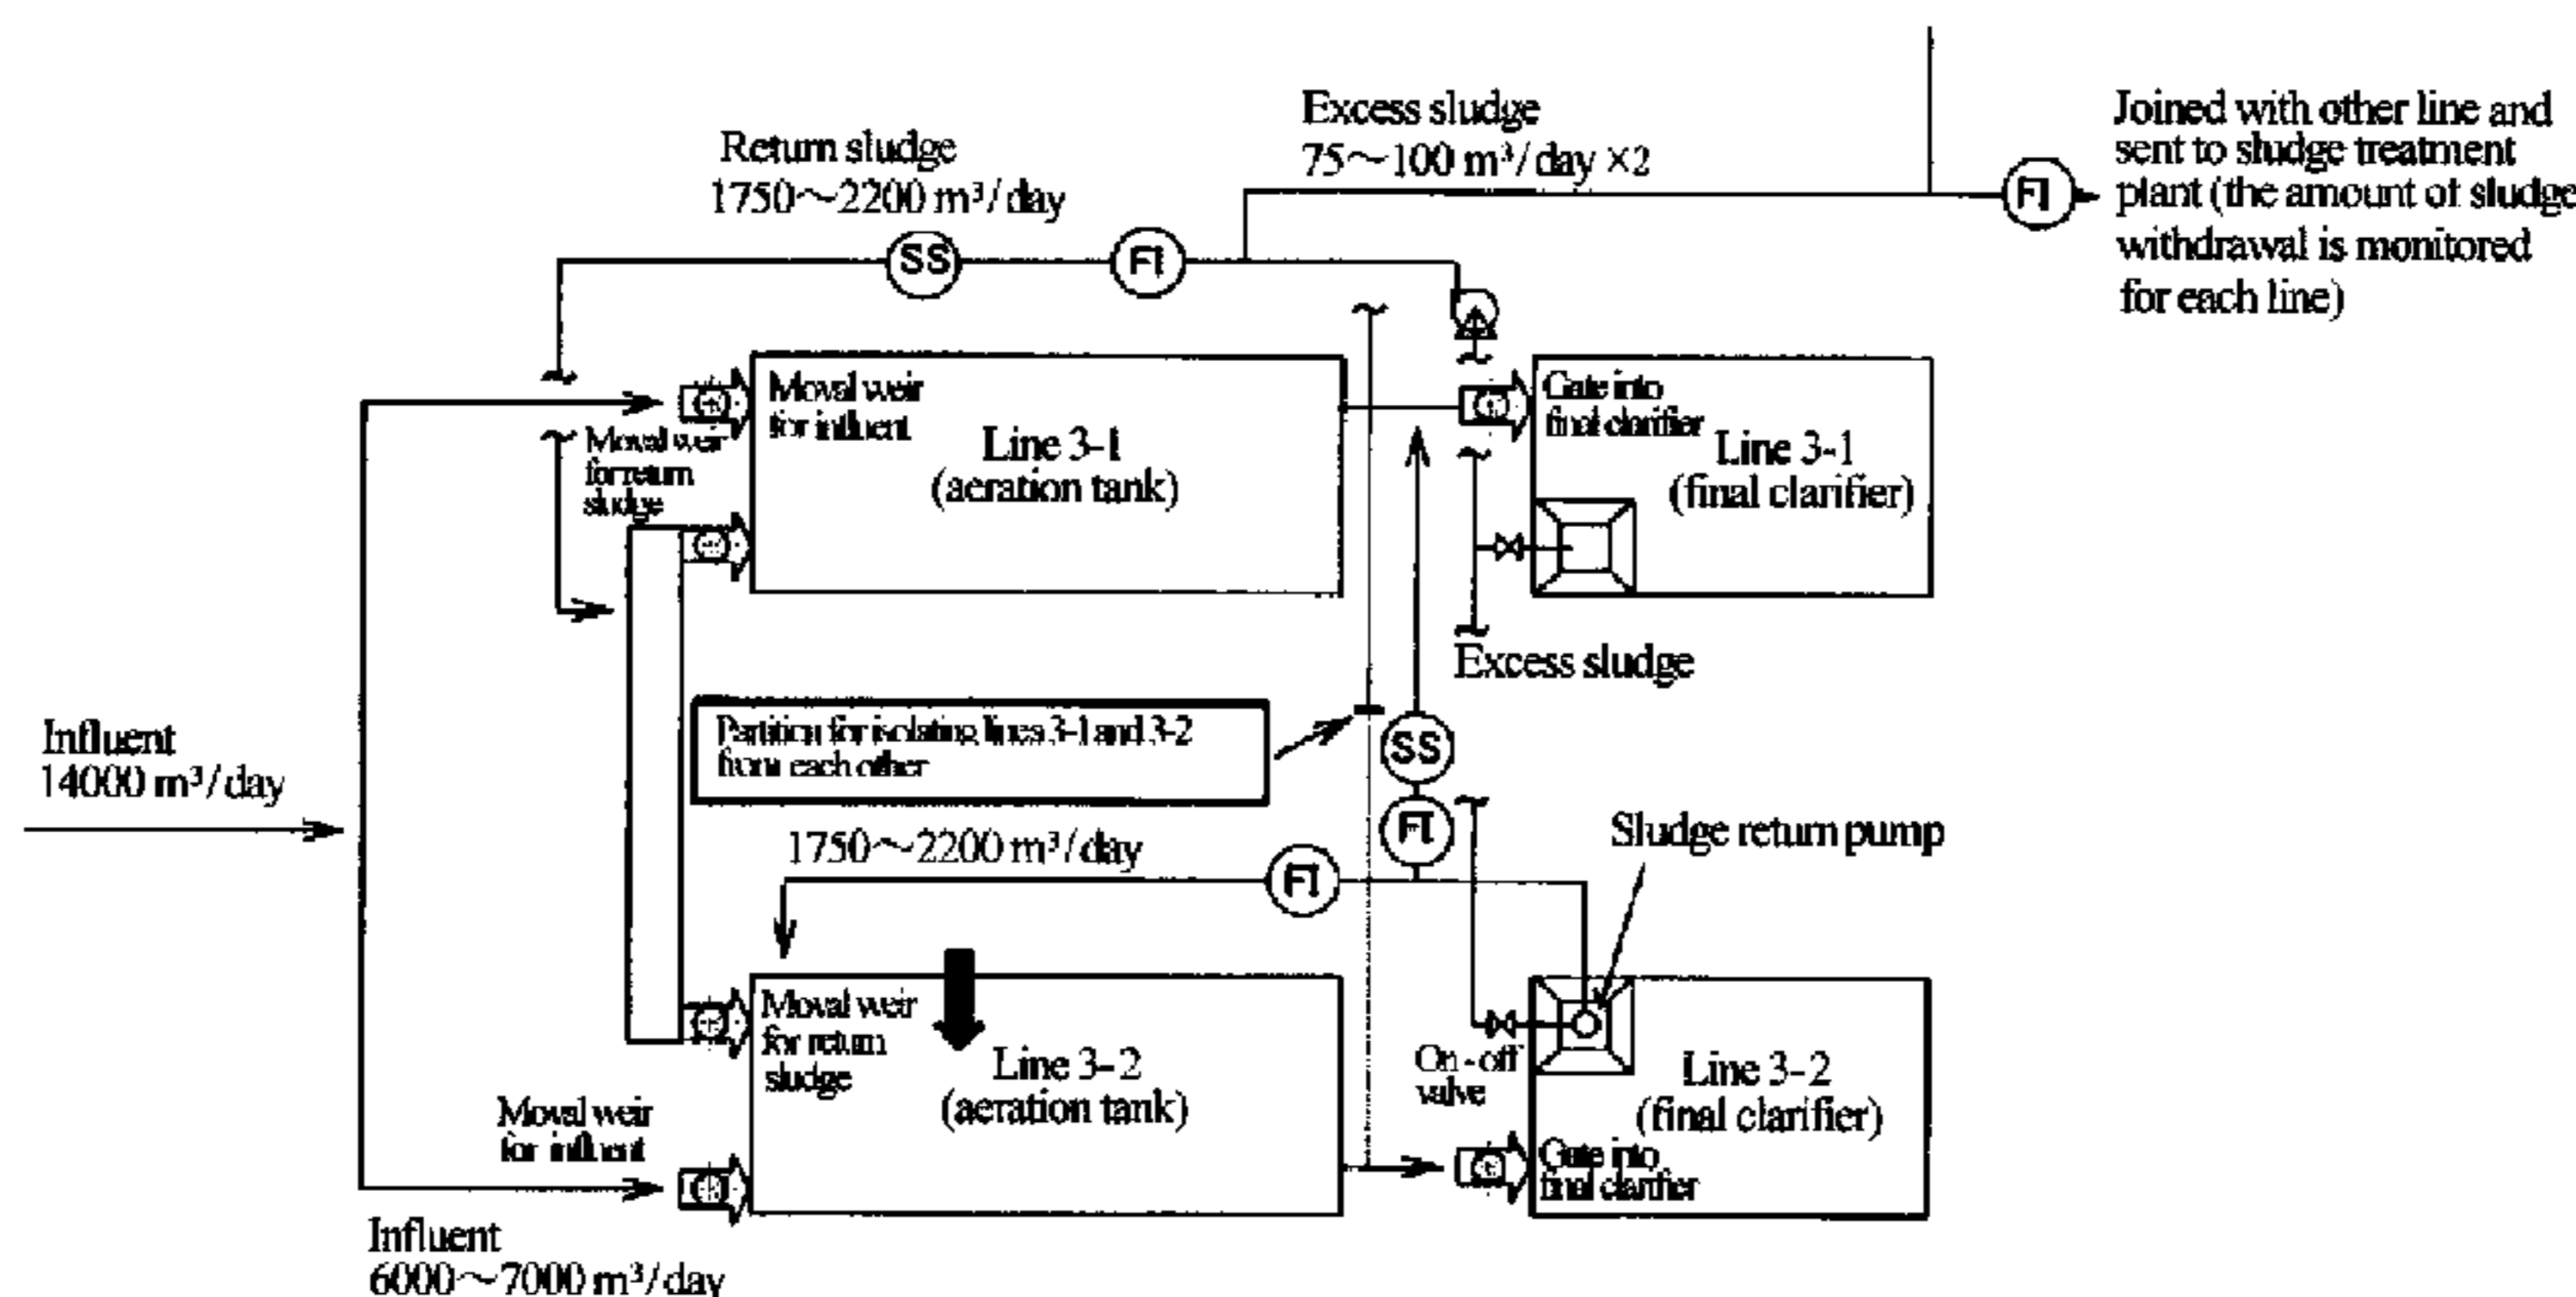 Excess sludge
75～100 m³/day ×2
Joined with other line and
sent to sludge treatment
plant (the amount of sludge
withdrawal is monitored
for each line)
FI
Return sludge
1750～2200 m³/day
SS
FI
Moval weir
for influent
Line 3-1
(aeration tank)
Gate into
final clarifier
Line 3-1
(final clarifier)
Moval weir
for return
sludge
Excess sludge
Partition for isolating lines 3-1 and 3-2
from each other
SS
FI
Influent
14000 m³/day
1750～2200 m³/day
FI
Sludge return pump
Moval weir
for return
sludge
Line 3-2
(aeration tank)
On-off
valve
Line 3-2
(final clarifier)
Gate into
final clarifier
Moval weir
for influent
Influent
6000～7000 m³/day